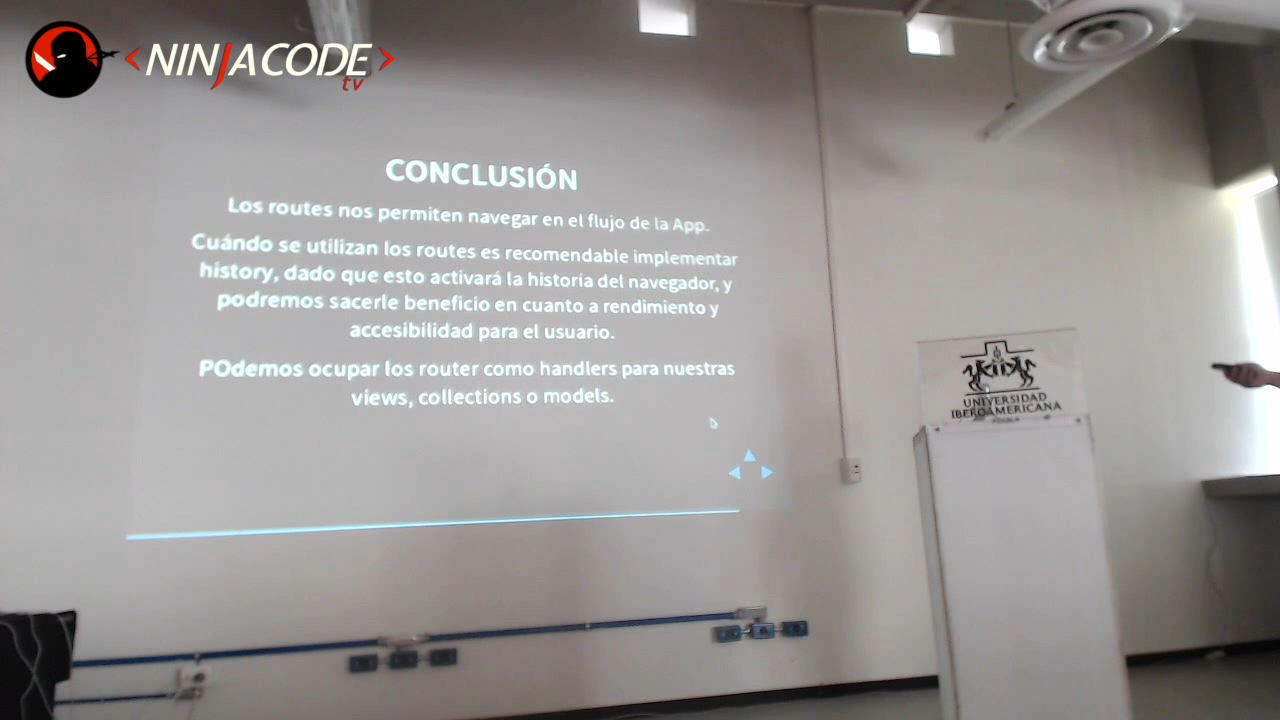 <NINJACODE>
tv
CONCLUSIÓN
Los routes nos permiten navegar en el flujo de la App.
Cuándo se utilizan los routes es recomendable implementar
history, dado que esto activará la historia del navegador, y
podremos sacerle beneficio en cuanto a rendimiento y
accesibilidad para el usuario.
POdemos ocupar los router como handlers para nuestras
views, collections o models.
UNIVERSIDAD
IBEROAMERICANA
PUEBLA